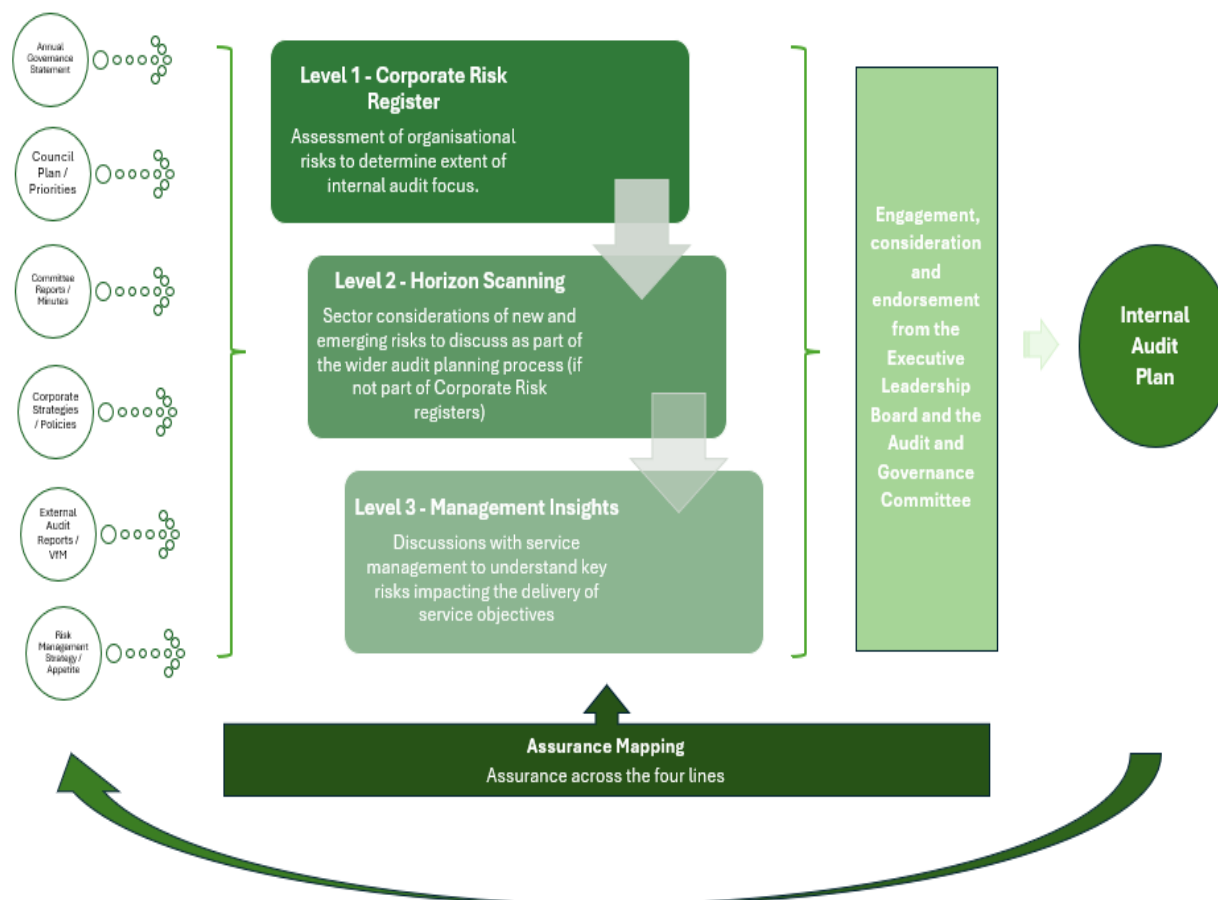 Annual
Governance
Statement
Council
Plan /
Priorities
Committee
Reports /
Minutes
Corporate
Strategies
/ Policies
External
Audit
Reports /
VfM
Risk
Management
Strategy /
Appetite
Level 1 - Corporate Risk
Register
Assessment of organisational
risks to determine extent of
internal audit focus.
Level 2 - Horizon Scanning
Sector considerations of new and
emerging risks to discuss as part of
the wider audit planning process (if
not part of Corporate Risk
registers)
Level 3 - Management Insights
Discussions with service
management to understand key
risks impacting the delivery of
service objectives
Engagement,
consideration
and
endorsement
from the
Executive
Leadership
Board and the
Audit and
Governance
Committee
Internal
Audit
Plan
Assurance Mapping
Assurance across the four lines